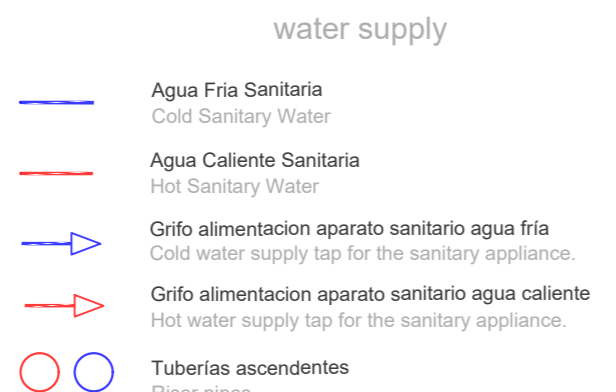 water supply
Agua Fria Sanitaria
Cold Sanitary Water
Agua Caliente Sanitaria
Hot Sanitary Water
Grifo alimentacion aparato sanitario agua fría
Cold water supply tap for the sanitary appliance.
Grifo alimentacion aparato sanitario agua caliente
Hot water supply tap for the sanitary appliance.
Tuberías ascendentes
Riser pipes